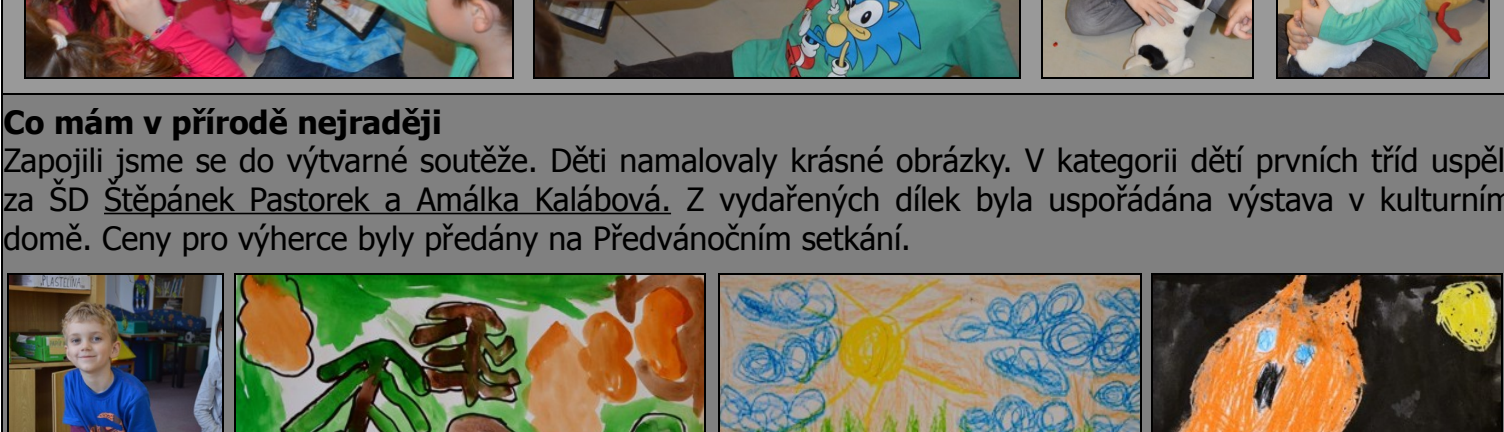 Co mám v přírodě nejraději
Zapojili jsme se do výtvarné soutěže. Děti namalovaly krásné obrázky. V kategorii dětí prvních tříd uspěl
za ŠD Štěpánek Pastorek a Amálka Kalábová. Z vydařených dílek byla uspořádána výstava v kulturním
domě. Ceny pro výherce byly předány na Předvánočním setkání.
PLASTELÍNA